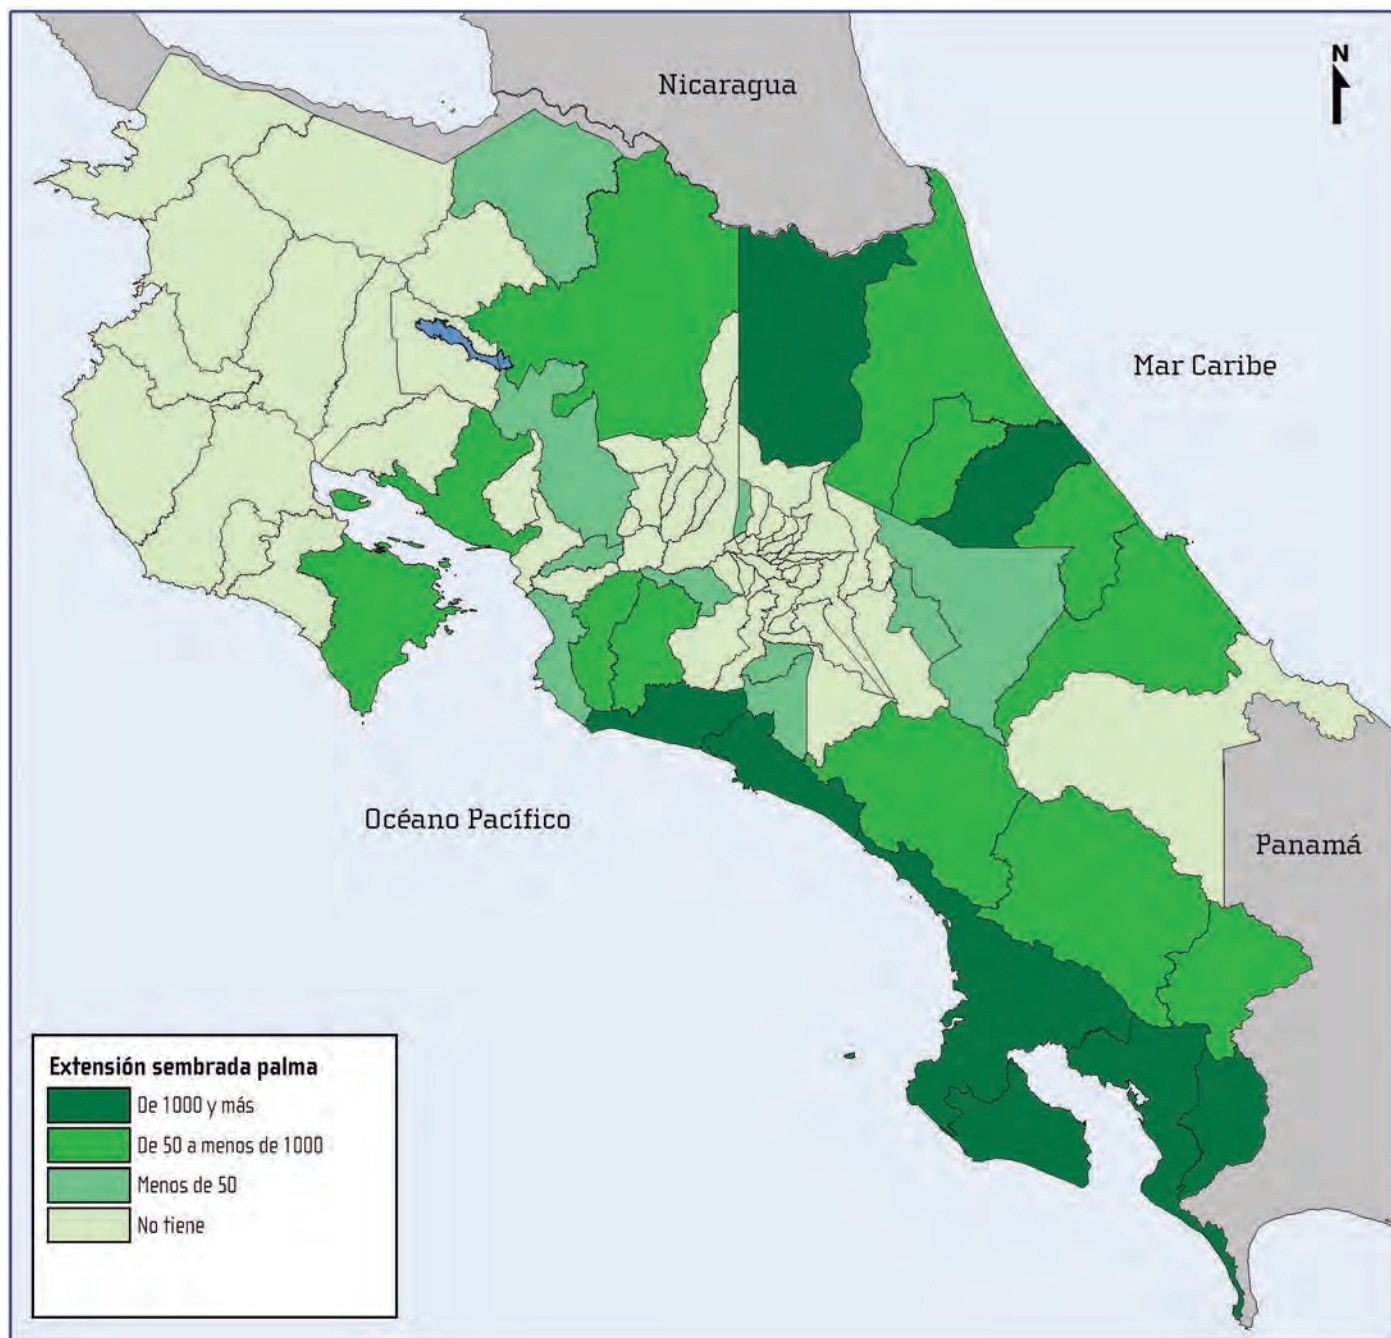 N
Nicaragua
Mar Caribe
Océano Pacífico
Panamá
Extensión sembrada palma
De 1000 y más
De 50 a menos de 1000
Menos de 50
No tiene